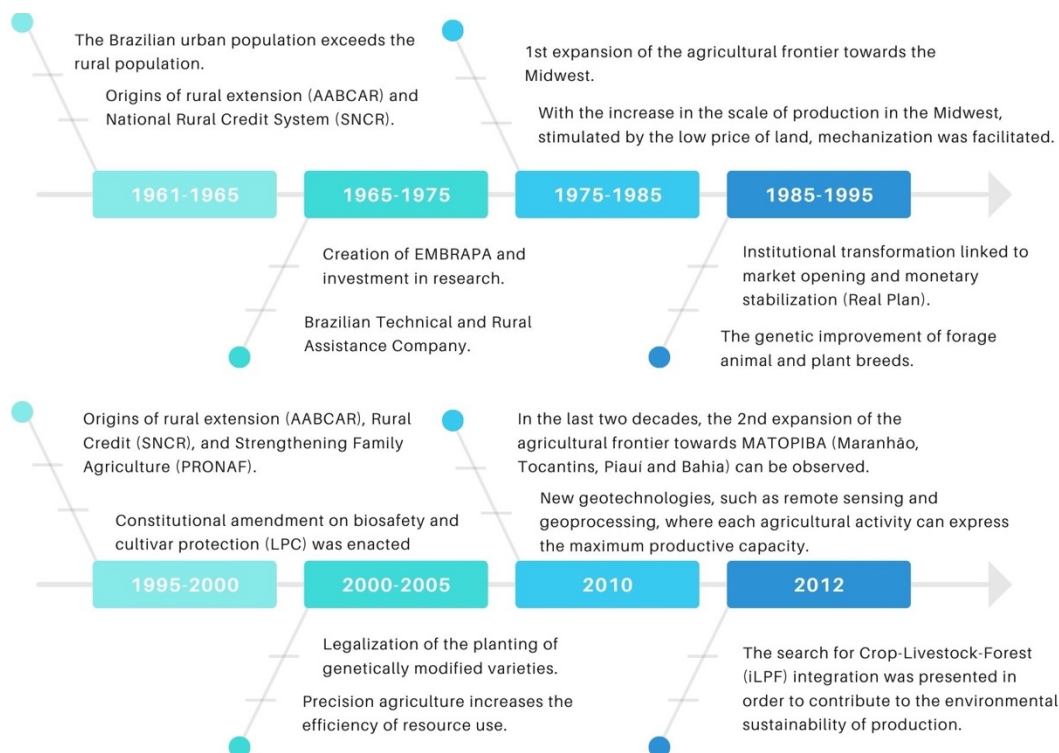 The Brazilian urban population exceeds the
rural population.
Origins of rural extension (AABCAR) and
National Rural Credit System (SNCR).
1st expansion of the agricultural frontier towards the
Midwest.
With the increase in the scale of production in the Midwest,
stimulated by the low price of land, mechanization was facilitated.
1961-1965
1965-1975
1975-1985
1985-1995
Creation of EMBRAPA and
investment in research.
Brazilian Technical and Rural
Assistance Company.
Institutional transformation linked to
market opening and monetary
stabilization (Real Plan).
The genetic improvement of forage
animal and plant breeds.
Origins of rural extension (AABCAR), Rural
Credit (SNCR), and Strengthening Family
Agriculture (PRONAF).
Constitutional amendment on biosafety and
cultivar protection (LPC) was enacted
In the last two decades, the 2nd expansion of the
agricultural frontier towards MATOPIBA (Maranhão,
Tocantins, Piauí and Bahia) can be observed.
New geotechnologies, such as remote sensing and
geoprocessing, where each agricultural activity can express
the maximum productive capacity.
1995-2000
2000-2005
2010
2012
Legalization of the planting of
genetically modified varieties.
Precision agriculture increases the
efficiency of resource use.
The search for Crop-Livestock-Forest
(iLPF) integration was presented in
order to contribute to the environmental
sustainability of production.